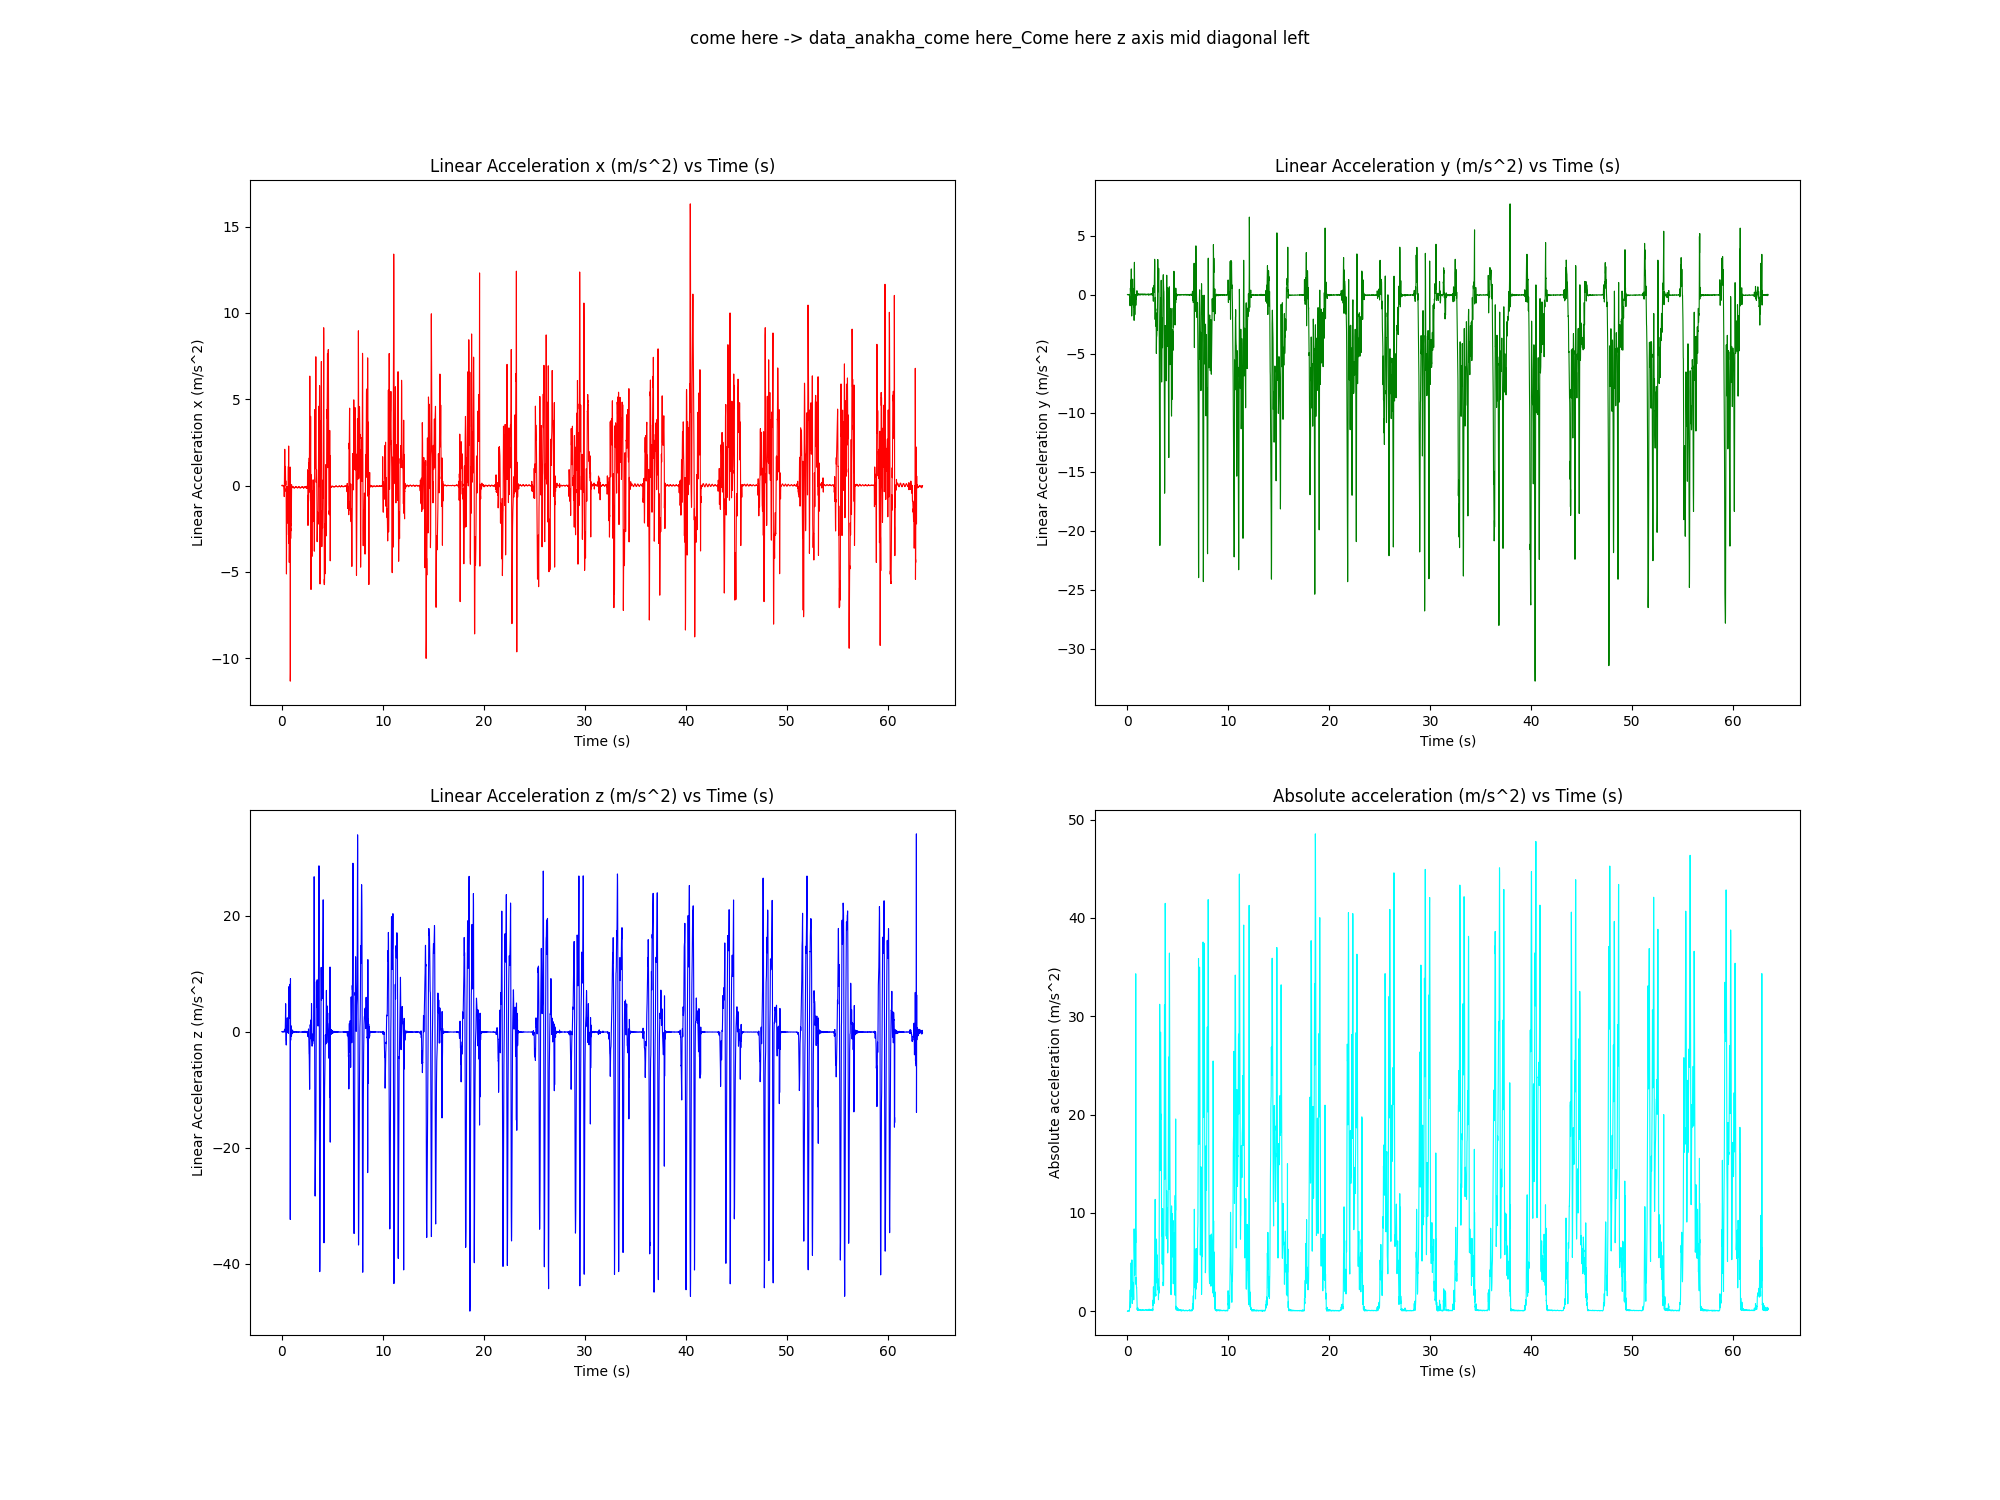 come here -> data_anakha_come here_Come here z axis mid diagonal left
Linear Acceleration x (m/s^2) vs Time (s)
Linear Acceleration x (m/s^2)
15
10
5
0
−5
−10
0 10 20 30 40 50 60
Time (s)
Linear Acceleration y (m/s^2) vs Time (s)
Linear Acceleration y (m/s^2)
5
0
−5
−10
−15
−20
−25
−30
0 10 20 30 40 50 60
Time (s)
Linear Acceleration z (m/s^2) vs Time (s)
Linear Acceleration z (m/s^2)
20
0
−20
−40
0 10 20 30 40 50 60
Time (s)
Absolute acceleration (m/s^2) vs Time (s)
Absolute acceleration (m/s^2)
50
40
30
20
10
0
0 10 20 30 40 50 60
Time (s)